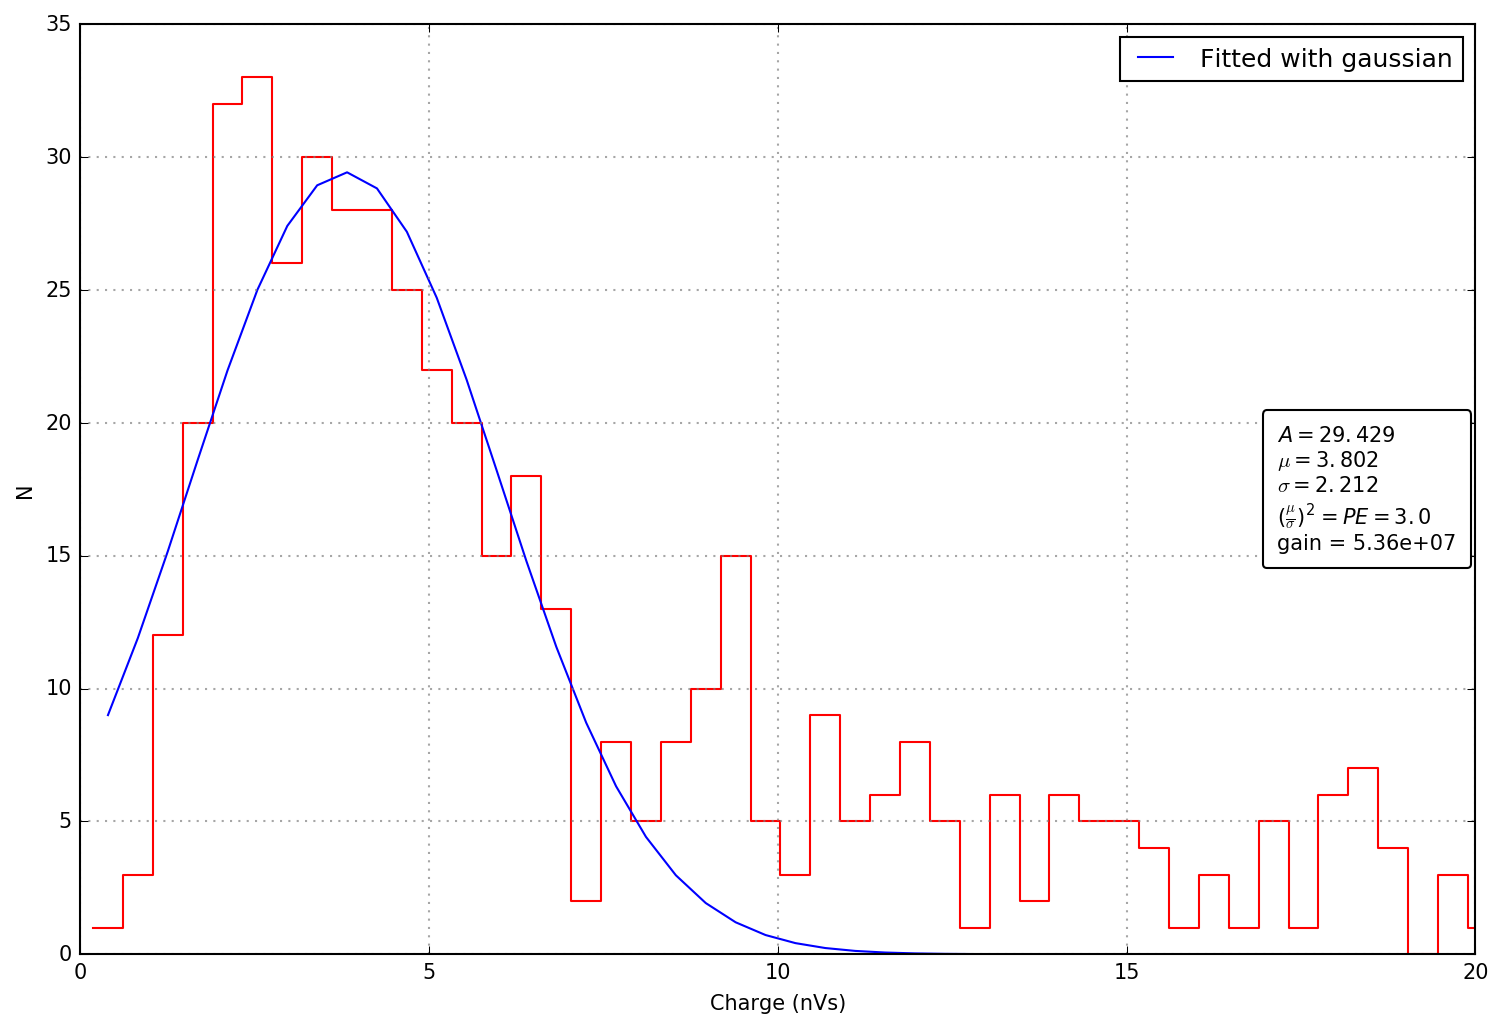 35
30
25
20
15
10
5
0
N
Fitted with gaussian
A = 29.429
μ = 3.802
σ = 2.212
(μ/σ)² = PE = 3.0
gain = 5.36e+07
0 5 10 15 20
Charge (nVs)